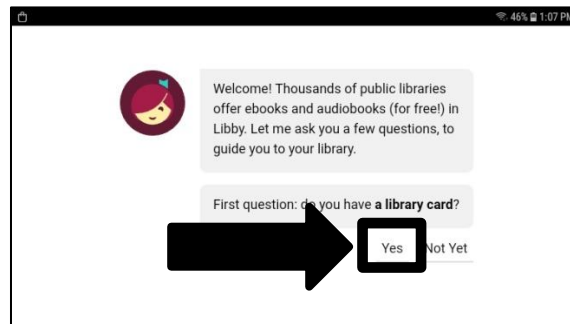 46% 1:07 PM
Welcome! Thousands of public libraries
offer ebooks and audiobooks (for free!) in
Libby. Let me ask you a few questions, to
guide you to your library.
First question: do you have a library card?
Yes Not Yet